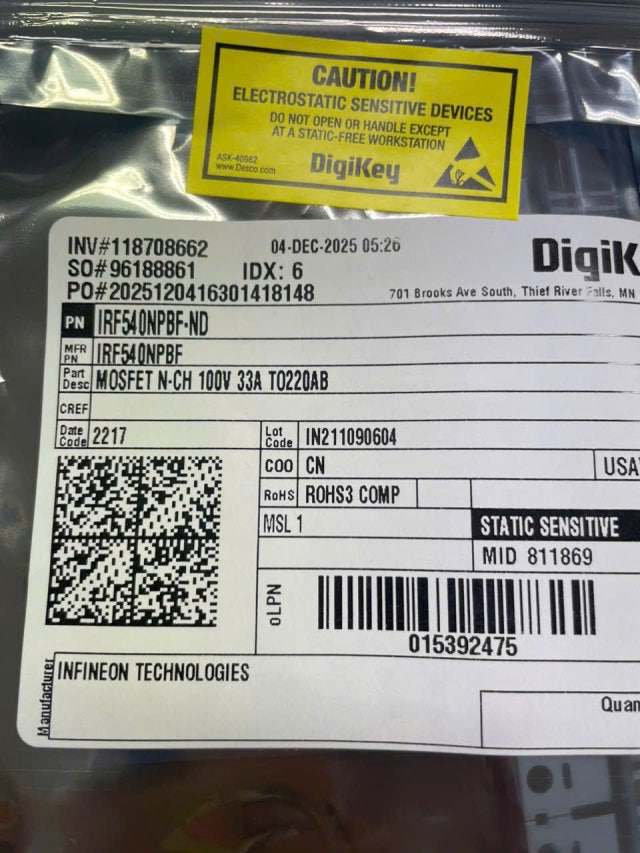 CAUTION!
ELECTROSTATIC SENSITIVE DEVICES
DO NOT OPEN OR HANDLE EXCEPT
AT A STATIC-FREE WORKSTATION
ASK-40982
www.Desco.com
DigiKey
INV#118708662 04-DEC-2025 05:26
SO#96188861 IDX: 6
PO#2025120416301418148
DigiK
701 Brooks Ave South, Thief River Falls, MN
PN IRF540NPBF-ND
MFR PN IRF540NPBF
Part Desc MOSFET N-CH 100V 33A TO220AB
CREF
Date Code 2217 Lot Code IN211090604
COO CN USA
RoHS ROHS3 COMP
MSL 1 STATIC SENSITIVE
MID 811869
oLPN
015392475
Manufacturer INFINEON TECHNOLOGIES
Quan